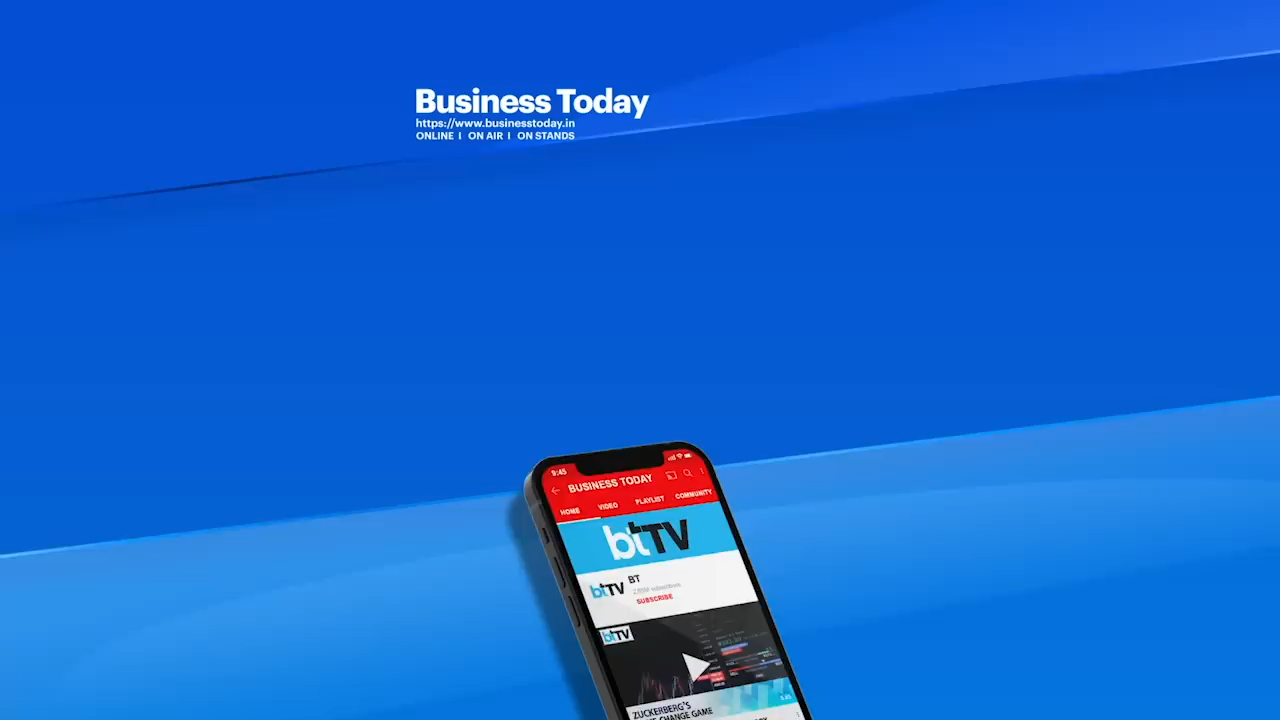 Business Today
https://www.businesstoday.in
ONLINE I ON AIR I ON STANDS
9:45
BUSINESS TODAY
HOME VIDEO PLAYLIST COMMUNITY
btTV
btTV
BT
SUBSCRIBE
btTV
ZUCKERBERG'S
CHANGE GAME